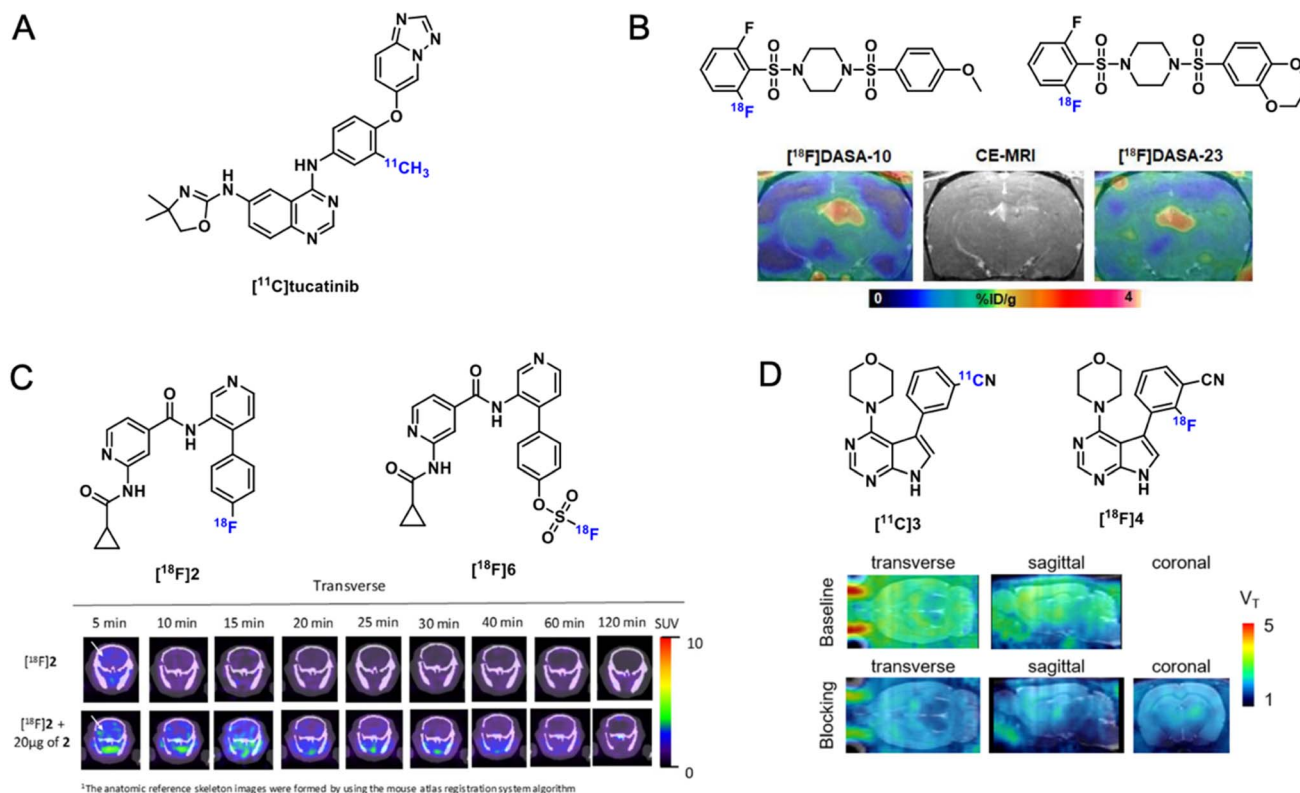 A
N
N
N
N
O
¹¹CH₃
HN
N
N
H
N
N
O
[¹¹C]tucatinib
B
F
¹⁸F
O
S
O
N
N
O
S
O
O
F
¹⁸F
O
S
O
N
N
O
S
O
O
O
[¹⁸F]DASA-10 CE-MRI [¹⁸F]DASA-23
0 %ID/g 4
C
N
O
N
H
N
NH
O
¹⁸F
[¹⁸F]2
N
O
N
H
N
NH
O
O
O
S
O
¹⁸F
[¹⁸F]6
Transverse
5 min 10 min 15 min 20 min 25 min 30 min 40 min 60 min 120 min SUV
10
[¹⁸F]2
[¹⁸F]2 +
20µg of 2
0
¹The anatomic reference skeleton images were formed by using the mouse atlas registration system algorithm
D
O
N
N
N
N
H
¹¹CN
[¹¹C]3
O
N
N
N
N
H
CN
¹⁸F
[¹⁸F]4
transverse sagittal coronal
Baseline
transverse sagittal coronal
Blocking
V_T
5
1